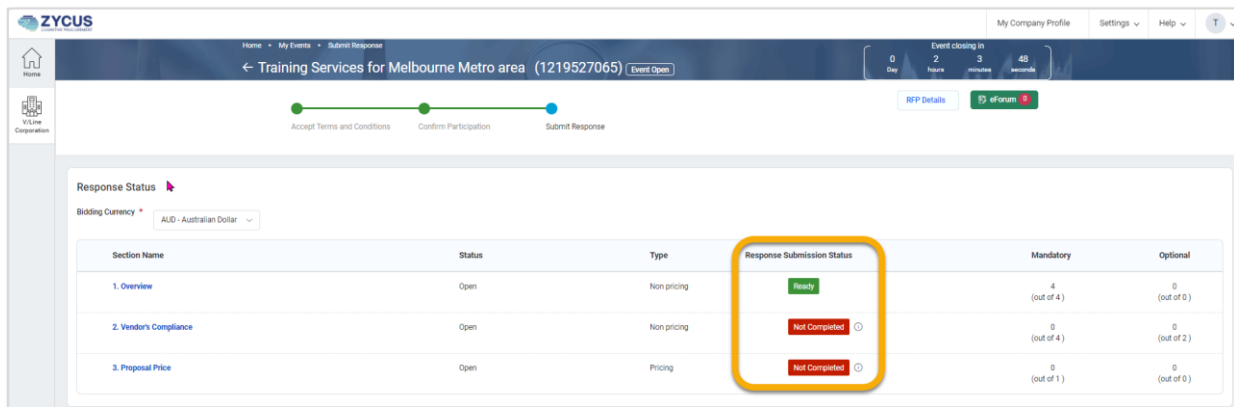 ZYCUS
COGNITIVE PROCUREMENT
My Company Profile
Settings
Help
T
Home
V/Line
Corporation
Home • My Events • Submit Response
← Training Services for Melbourne Metro area (1219527065) Event Open
Event closing in
0 2 3 48
Day hours minutes seconds
RFP Details
eForum 0
Accept Terms and Conditions
Confirm Participation
Submit Response
Response Status
Bidding Currency *
AUD - Australian Dollar
Section Name Status Type Response Submission Status Mandatory Optional
1. Overview Open Non pricing Ready 4 0
(out of 4) (out of 0)
2. Vendor's Compliance Open Non pricing Not Completed 0 0
(out of 4) (out of 2)
3. Proposal Price Open Pricing Not Completed 0 0
(out of 1) (out of 0)